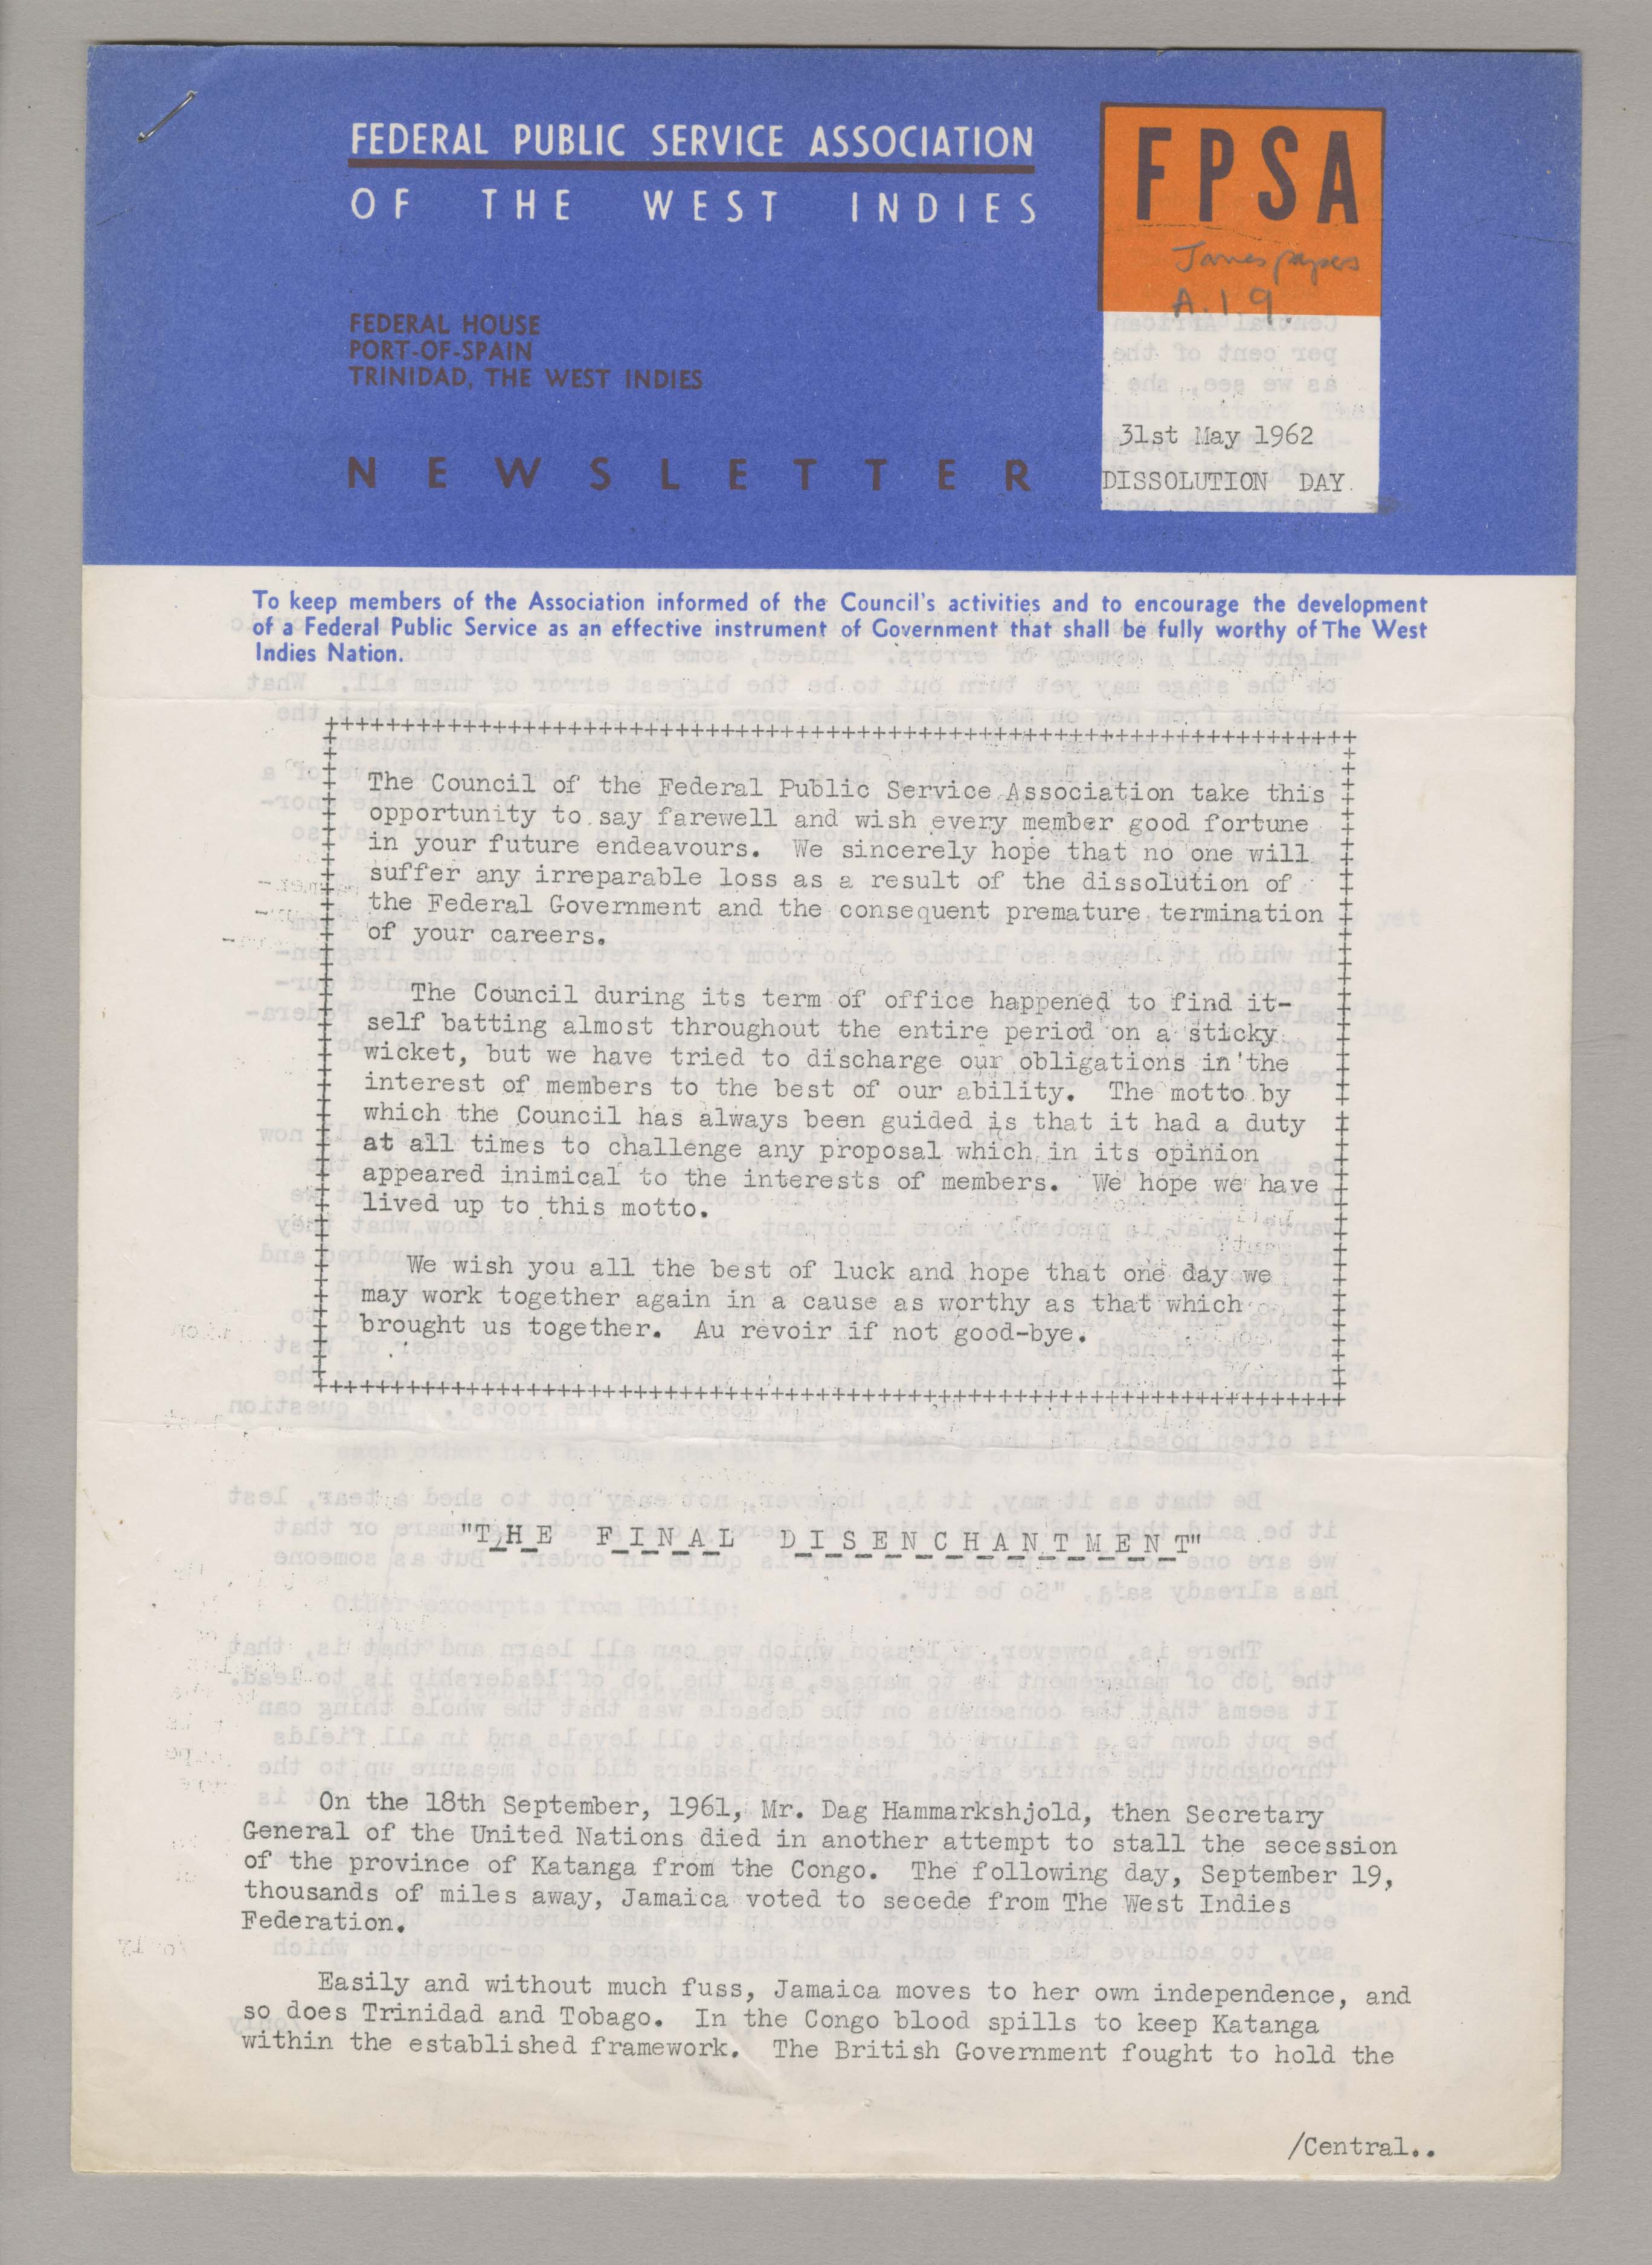 FEDERAL PUBLIC SERVICE ASSOCIATION
OF THE WEST INDIES
FPSA
James papers
A.19.
FEDERAL HOUSE
PORT-OF-SPAIN
TRINIDAD, THE WEST INDIES
NEWSLETTER
31st May 1962
DISSOLUTION DAY.
To keep members of the Association informed of the Council's activities and to encourage the development
of a Federal Public Service as an effective instrument of Government that shall be fully worthy of The West
Indies Nation.
The Council of the Federal Public Service Association take this
opportunity to say farewell and wish every member good fortune
in your future endeavours. We sincerely hope that no one will
suffer any irreparable loss as a result of the dissolution of
the Federal Government and the consequent premature termination
of your careers.
The Council during its term of office happened to find it-
self batting almost throughout the entire period on a sticky
wicket, but we have tried to discharge our obligations in the
interest of members to the best of our ability. The motto by
which the Council has always been guided is that it had a duty
at all times to challenge any proposal which in its opinion
appeared inimical to the interests of members. We hope we have
lived up to this motto.
We wish you all the best of luck and hope that one day we
may work together again in a cause as worthy as that which
brought us together. Au revoir if not good-bye.
"THE FINAL DISENCHANTMENT"
On the 18th September, 1961, Mr. Dag Hammarkshjold, then Secretary
General of the United Nations died in another attempt to stall the secession
of the province of Katanga from the Congo. The following day, September 19,
thousands of miles away, Jamaica voted to secede from The West Indies
Federation.
Easily and without much fuss, Jamaica moves to her own independence, and
so does Trinidad and Tobago. In the Congo blood spills to keep Katanga
within the established framework. The British Government fought to hold the
/Central..